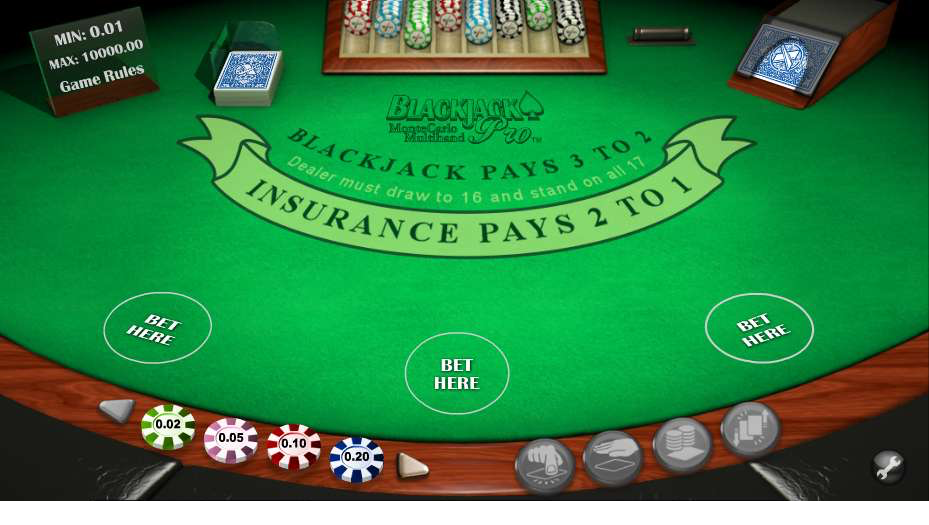 MIN: 0.01
MAX: 10000.00
Game Rules
BLACKJACK
MonteCarlo
Multihand
Pro™
BLACKJACK PAYS 3 TO 2
Dealer must draw to 16 and stand on all 17
INSURANCE PAYS 2 TO 1
BET
HERE
BET
HERE
BET
HERE
0.02
0.05
0.10
0.20